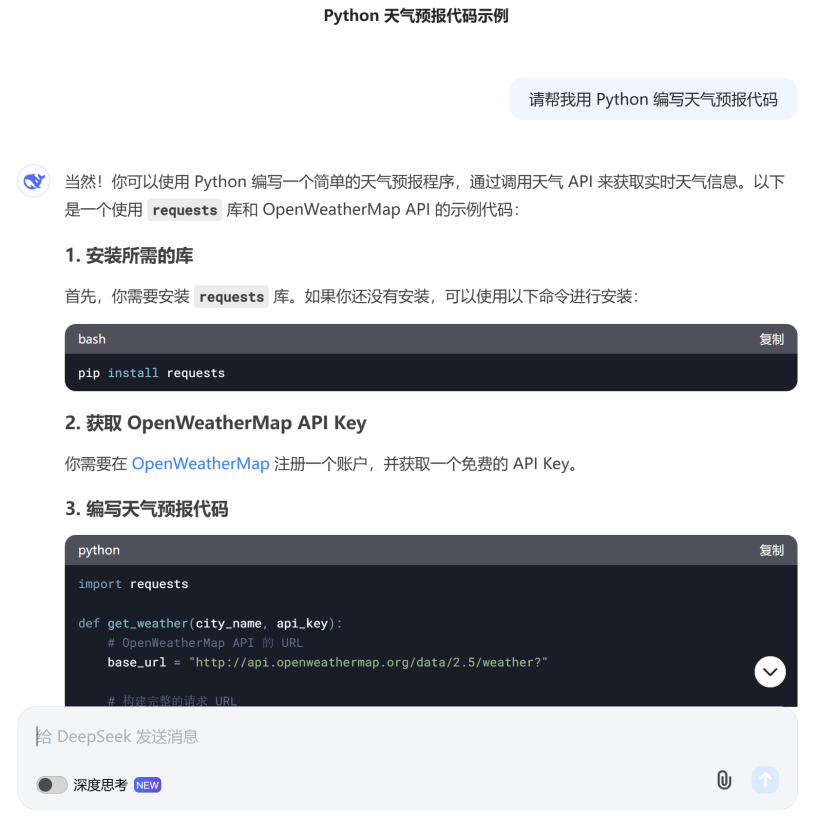 Python 天气预报代码示例
请帮我用 Python 编写天气预报代码
当然！你可以使用 Python 编写一个简单的天气预报程序，通过调用天气 API 来获取实时天气信息。以下
是一个使用 requests 库和 OpenWeatherMap API 的示例代码：
1. 安装所需的库
首先，你需要安装 requests 库。如果你还没有安装，可以使用以下命令进行安装：
bash 复制
pip install requests
2. 获取 OpenWeatherMap API Key
你需要在 OpenWeatherMap 注册一个账户，并获取一个免费的 API Key。
3. 编写天气预报代码
python 复制
import requests
def get_weather(city_name, api_key):
# OpenWeatherMap API 的 URL
base_url = "http://api.openweathermap.org/data/2.5/weather?"
# 构建完整的请求 URL
给 DeepSeek 发送消息
深度思考 NEW